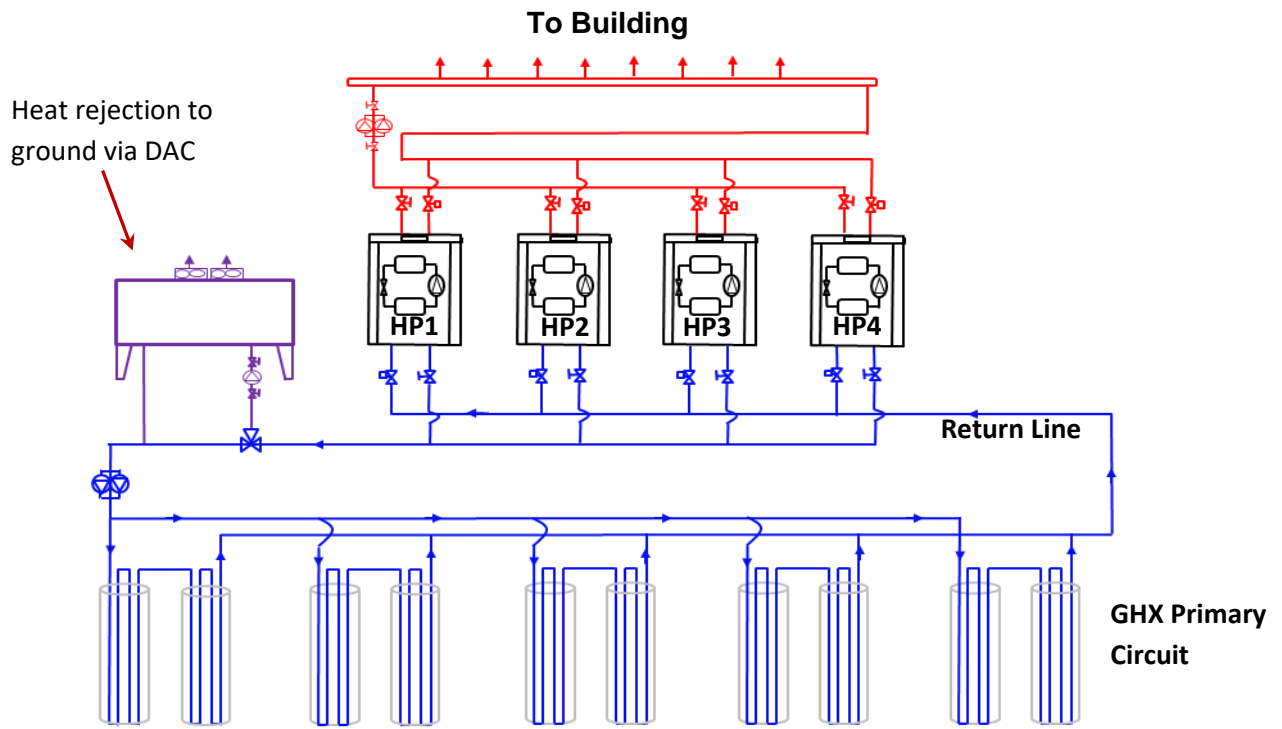 To Building
Heat rejection to
ground via DAC
HP1
HP2
HP3
HP4
Return Line
GHX Primary
Circuit